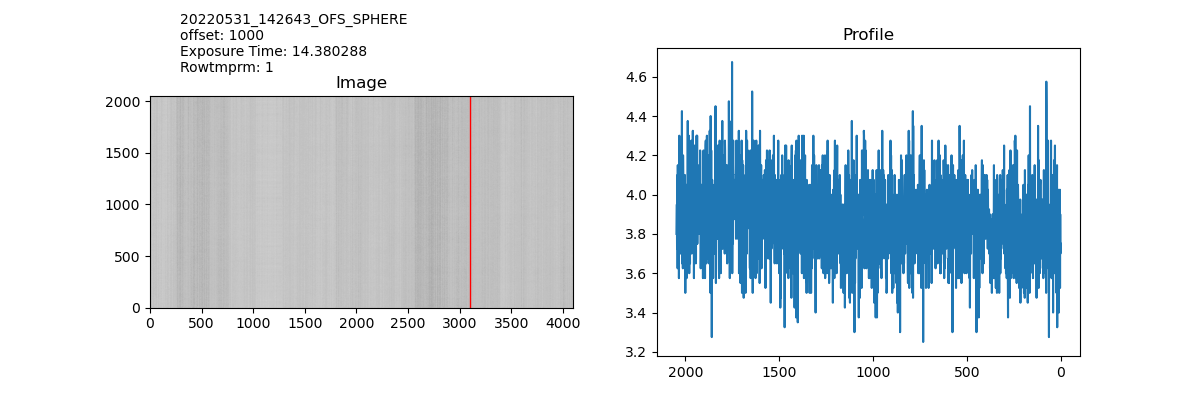 20220531_142643_OFS_SPHERE
offset: 1000
Exposure Time: 14.380288
Rowtmprm: 1
Image
2000
1500
1000
500
0
0 500 1000 1500 2000 2500 3000 3500 4000
Profile
4.6
4.4
4.2
4.0
3.8
3.6
3.4
3.2
2000 1500 1000 500 0